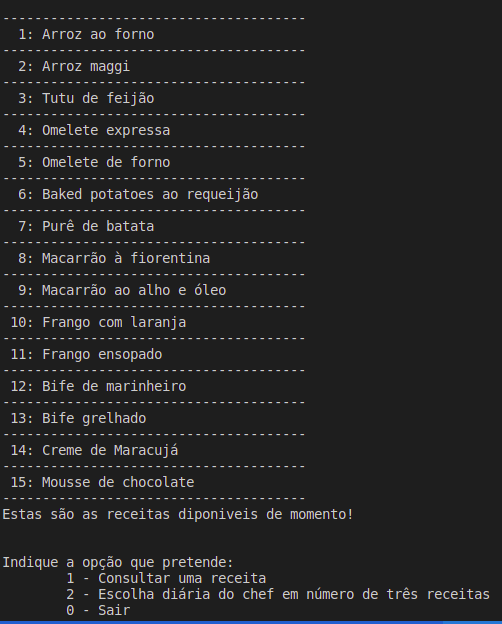 --------------------------------------
  1: Arroz ao forno
--------------------------------------
  2: Arroz maggi
--------------------------------------
  3: Tutu de feijão
--------------------------------------
  4: Omelete expressa
--------------------------------------
  5: Omelete de forno
--------------------------------------
  6: Baked potatoes ao requeijão
--------------------------------------
  7: Purê de batata
--------------------------------------
  8: Macarrão à fiorentina
--------------------------------------
  9: Macarrão ao alho e óleo
--------------------------------------
 10: Frango com laranja
--------------------------------------
 11: Frango ensopado
--------------------------------------
 12: Bife de marinheiro
--------------------------------------
 13: Bife grelhado
--------------------------------------
 14: Creme de Maracujá
--------------------------------------
 15: Mousse de chocolate
--------------------------------------
Estas são as receitas diponiveis de momento!
Indique a opção que pretende:
        1 - Consultar uma receita
        2 - Escolha diária do chef em número de três receitas
        0 - Sair